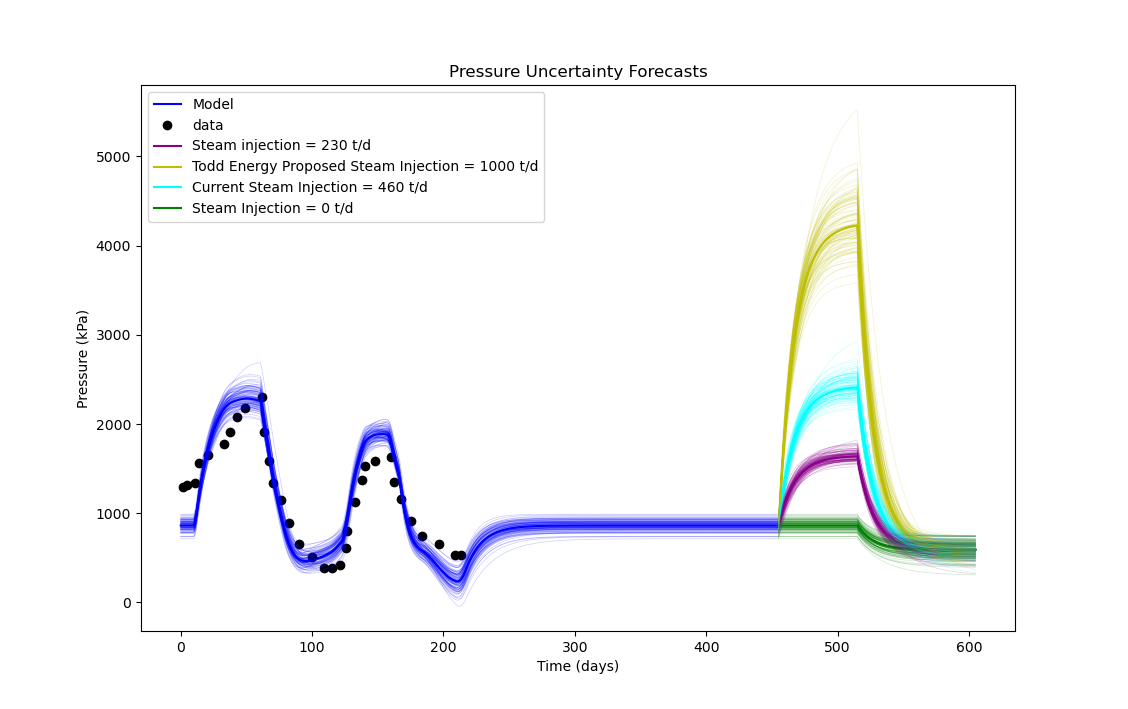 Pressure Uncertainty Forecasts
Model
data
Steam injection = 230 t/d
Todd Energy Proposed Steam Injection = 1000 t/d
Current Steam Injection = 460 t/d
Steam Injection = 0 t/d
Pressure (kPa)
5000
4000
3000
2000
1000
0
0 100 200 300 400 500 600
Time (days)